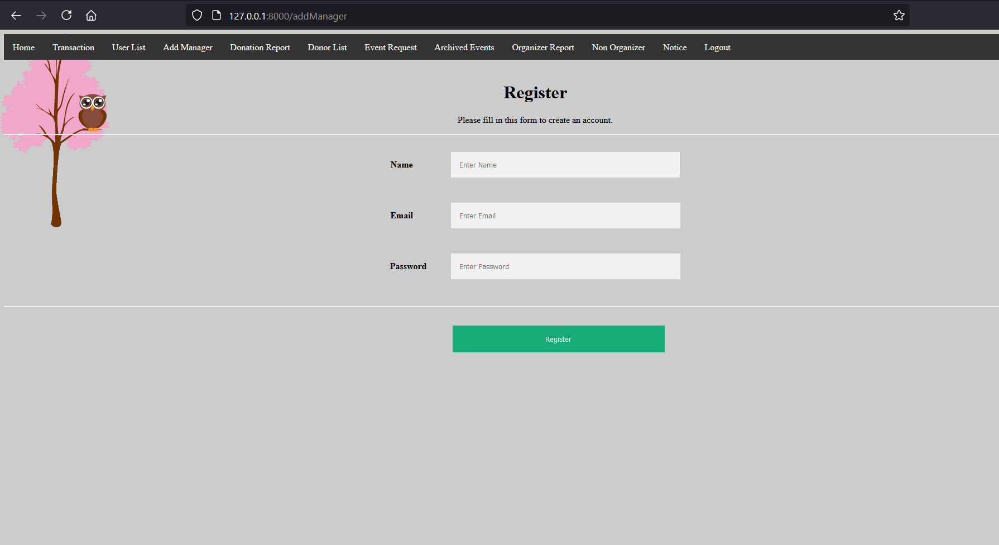 127.0.0.1:8000/addManager
Home Transaction User List Add Manager Donation Report Donor List Event Request Archived Events Organizer Report Non Organizer Notice Logout
Register
Please fill in this form to create an account.
Name Enter Name
Email Enter Email
Password Enter Password
Register